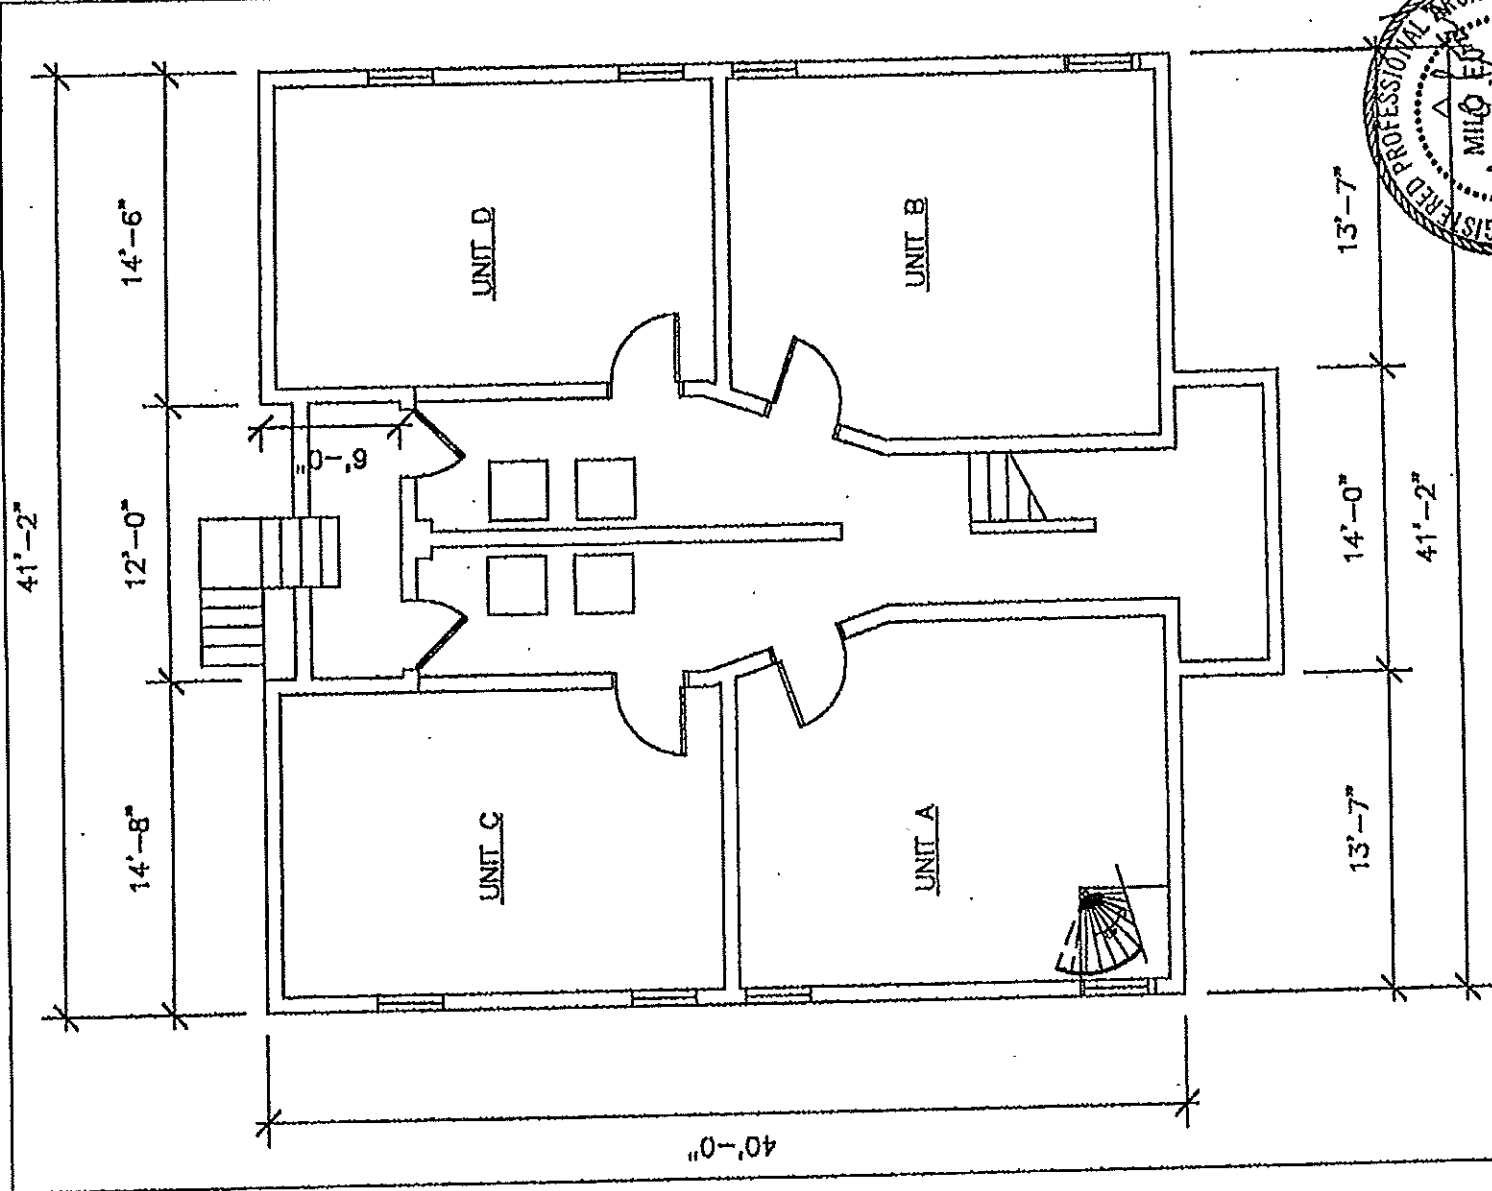 41'-2"
14'-8"
12'-0"
14'-6"
6'-0"
UNIT C
UNIT D
UNIT A
UNIT B
13'-7"
14'-0"
13'-7"
41'-2"
40'-0"
PROFESSIONAL
MILO